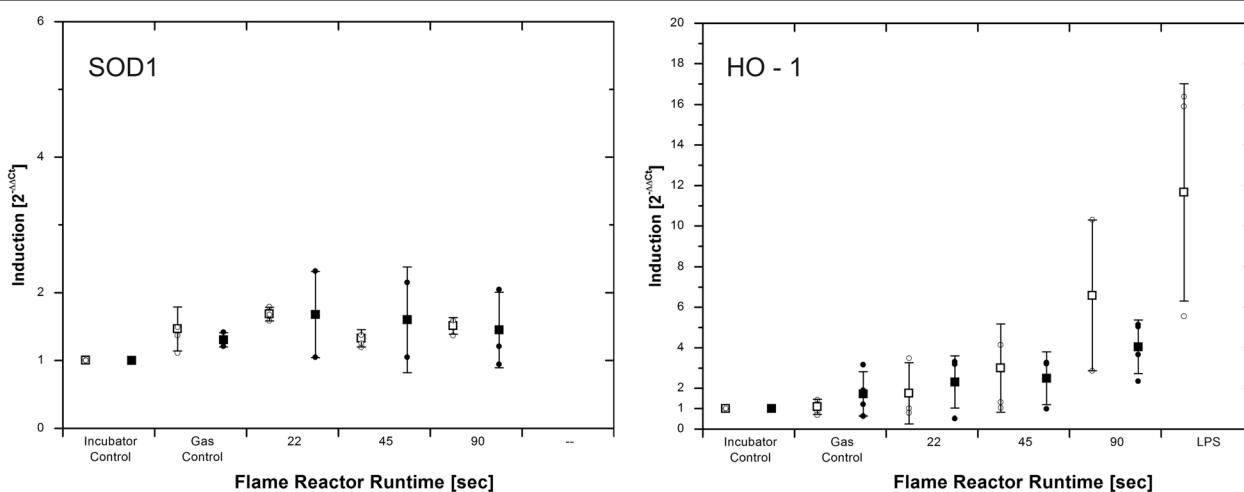 SOD1
Induction [2^-ΔΔCt]
6
4
2
1
0
Incubator Control
Gas Control
22
45
90
--
Flame Reactor Runtime [sec]
HO - 1
Induction [2^-ΔΔCt]
20
18
16
14
12
10
8
6
4
2
1
0
Incubator Control
Gas Control
22
45
90
LPS
Flame Reactor Runtime [sec]